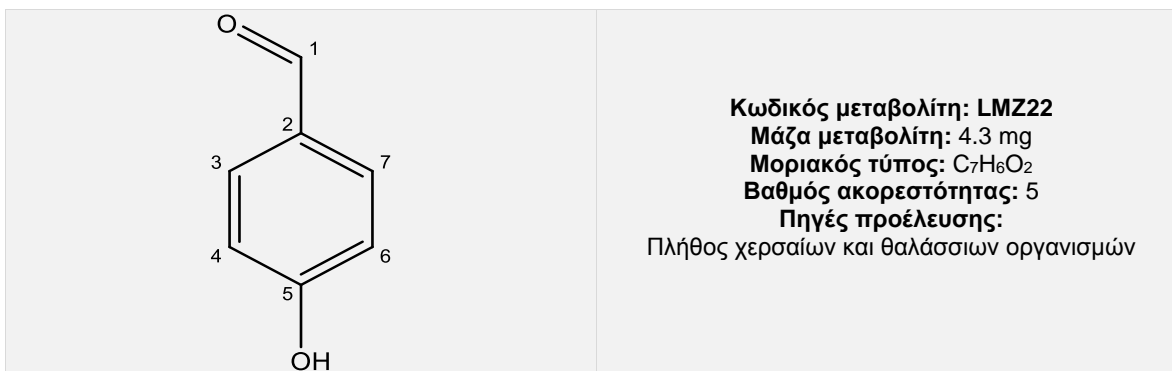 O
1
2
3
7
4
6
5
OH
Κωδικός μεταβολίτη: LMZ22
Μάζα μεταβολίτη: 4.3 mg
Μοριακός τύπος: C₇H₆O₂
Βαθμός ακορεστότητας: 5
Πηγές προέλευσης:
Πλήθος χερσαίων και θαλάσσιων οργανισμών